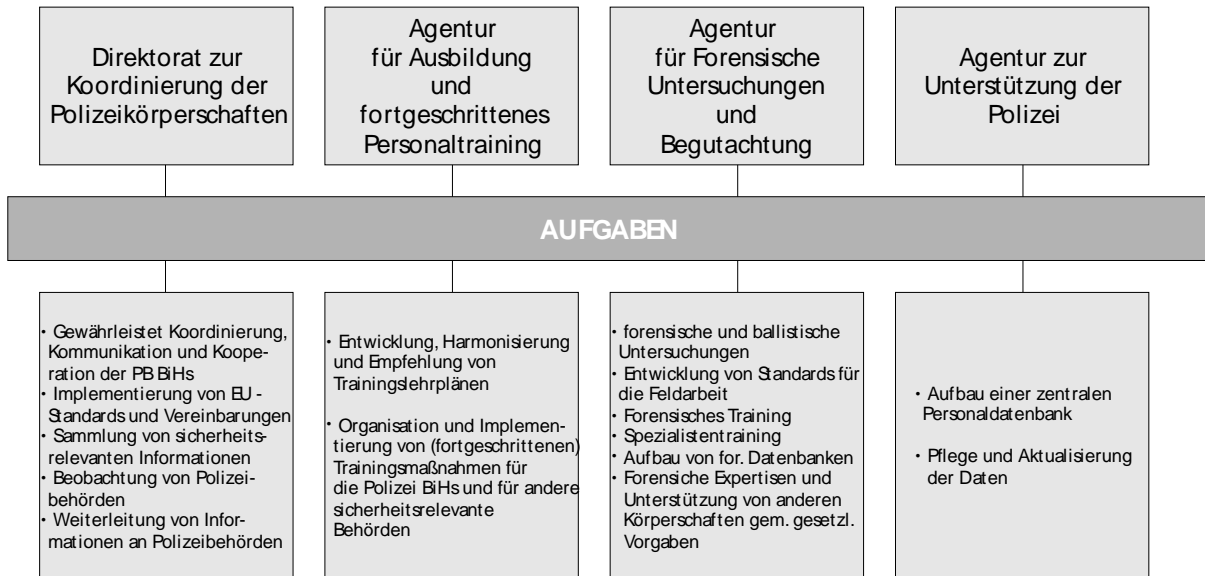 Direktorat zur
Koordinierung der
Polizeikörperschaften
Agentur
für Ausbildung
und
fortgeschrittenes
Personaltraining
Agentur
für Forensische
Untersuchungen
und
Begutachtung
Agentur zur
Unterstützung der
Polizei
AUFGABEN
· Gewährleistet Koordinierung,
Kommunikation und Koope-
ration der PB BiHs
· Implementierung von EU -
Standards und Vereinbarungen
· Sammlung von sicherheits-
relevanten Informationen
· Beobachtung von Polizei-
behörden
· Weiterleitung von Infor-
mationen an Polizeibehörden
· Entwicklung, Harmonisierung
und Empfehlung von
Trainingslehrplänen
· Organisation und Implemen-
tierung von (fortgeschrittenen)
Trainingsmaßnahmen für
die Polizei BiHs und für andere
sicherheitsrelevante
Behörden
· forensische und ballistische
Untersuchungen
· Entwicklung von Standards für
die Feldarbeit
· Forensisches Training
· Spezialistentraining
· Aufbau von for. Datenbanken
· Forensiche Expertisen und
Unterstützung von anderen
Körperschaften gem. gesetzl.
Vorgaben
· Aufbau einer zentralen
Personaldatenbank
· Pflege und Aktualisierung
der Daten